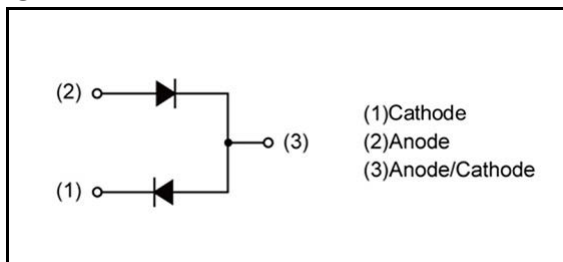 (2)
(3)
(1)
(1)Cathode
(2)Anode
(3)Anode/Cathode